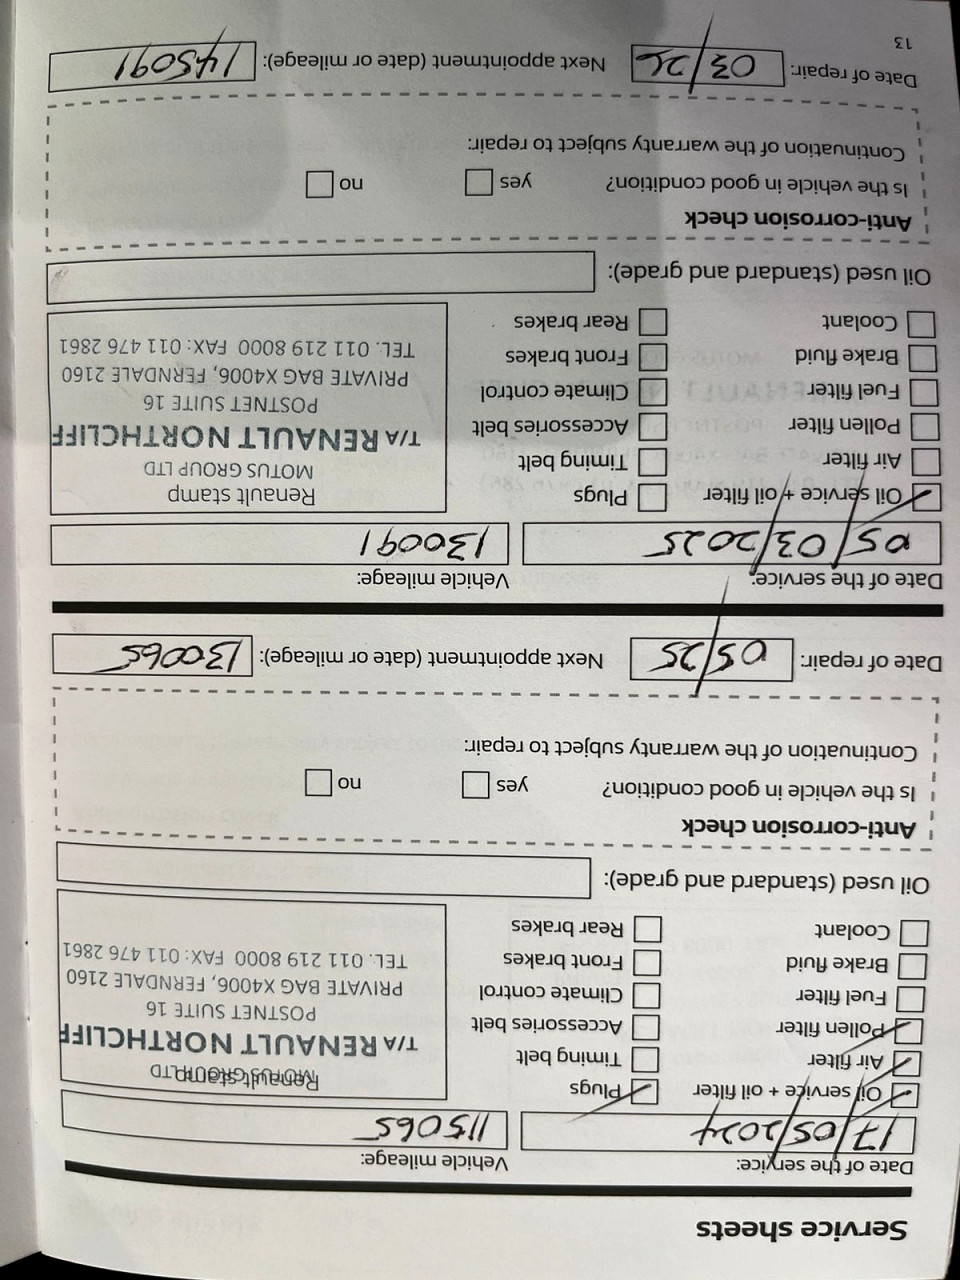 Service sheets
Date of the service: Vehicle mileage:
17/05/2024 115065
Oil service + oil filter Plugs
Air filter Timing belt
Pollen filter Accessories belt
Fuel filter Climate control
Brake fluid Front brakes
Coolant Rear brakes
Renault stamp
MOTUS GROUP LTD
T/A RENAULT NORTHCLIFF
POSTNET SUITE 16
PRIVATE BAG X4006, FERNDALE 2160
TEL. 011 219 8000 FAX: 011 476 2861
Oil used (standard and grade):
Anti-corrosion check
Is the vehicle in good condition? yes no
Continuation of the warranty subject to repair:
Date of repair: 05/25 Next appointment (date or mileage): 130065
Date of the service: Vehicle mileage:
05/03/2025 130091
Oil service + oil filter Plugs
Air filter Timing belt
Pollen filter Accessories belt
Fuel filter Climate control
Brake fluid Front brakes
Coolant Rear brakes
Renault stamp
MOTUS GROUP LTD
T/A RENAULT NORTHCLIFF
POSTNET SUITE 16
PRIVATE BAG X4006, FERNDALE 2160
TEL. 011 219 8000 FAX: 011 476 2861
Oil used (standard and grade):
Anti-corrosion check
Is the vehicle in good condition? yes no
Continuation of the warranty subject to repair:
Date of repair: 03/26 Next appointment (date or mileage): 145091
13